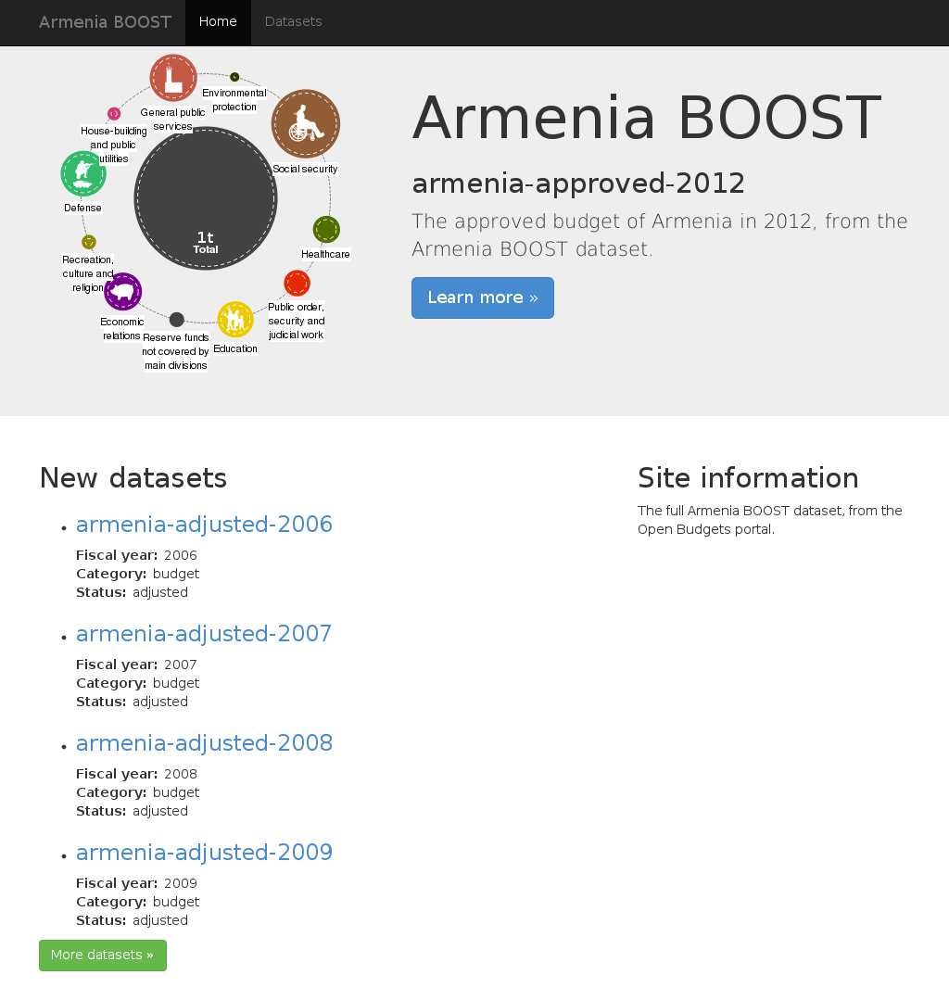 Armenia BOOST Home Datasets
General public
services
Environmental
protection
Social security
House-building
and public
utilities
Defense
Recreation,
culture and
religion
Economic
relations
Reserve funds
not covered by
main divisions
Education
Public order,
security and
judicial work
Healthcare
1t
Total
Armenia BOOST
armenia-approved-2012
The approved budget of Armenia in 2012, from the
Armenia BOOST dataset.
Learn more »
New datasets
• armenia-adjusted-2006
Fiscal year: 2006
Category: budget
Status: adjusted
• armenia-adjusted-2007
Fiscal year: 2007
Category: budget
Status: adjusted
• armenia-adjusted-2008
Fiscal year: 2008
Category: budget
Status: adjusted
• armenia-adjusted-2009
Fiscal year: 2009
Category: budget
Status: adjusted
More datasets »
Site information
The full Armenia BOOST dataset, from the
Open Budgets portal.